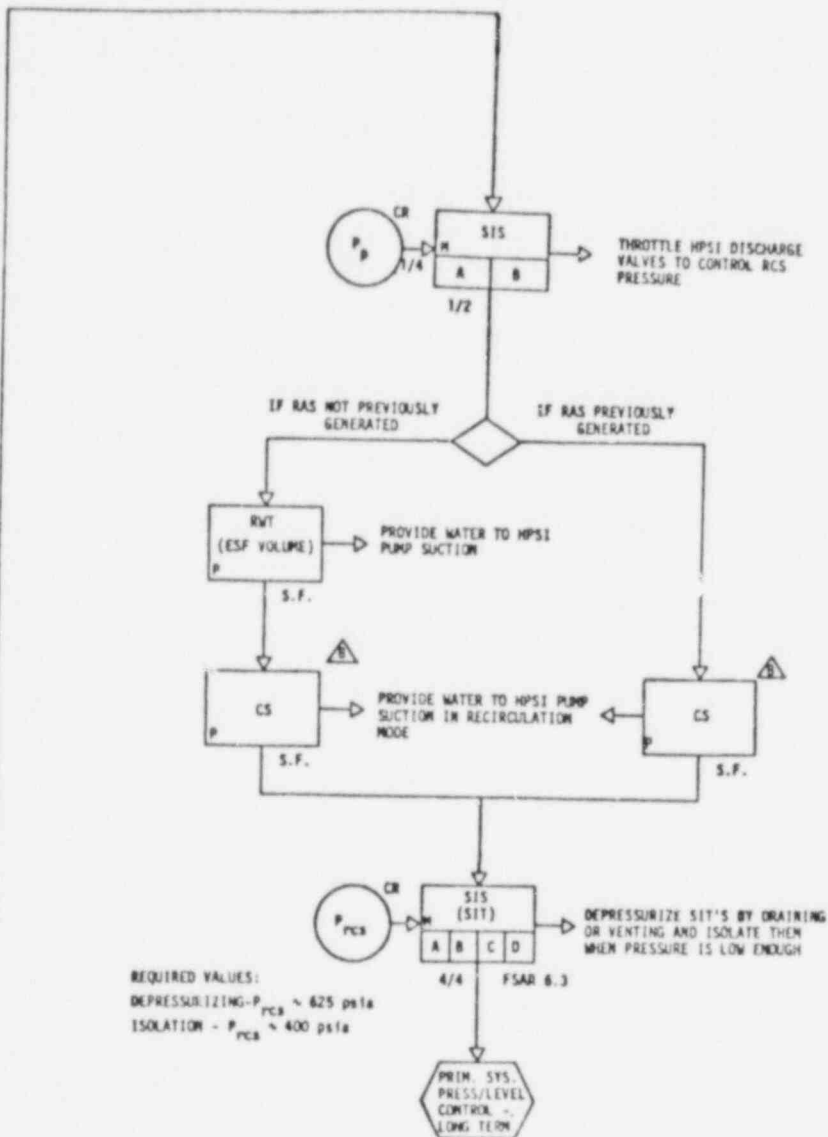 CR
P_p
1/4
SIS
M
A B
1/2
THROTTLE HPSI DISCHARGE
VALVES TO CONTROL RCS
PRESSURE
IF RAS NOT PREVIOUSLY
GENERATED
IF RAS PREVIOUSLY
GENERATED
RWT
(ESF VOLUME)
P
S.F.
PROVIDE WATER TO HPSI
PUMP SUCTION
CS
P
S.F.
PROVIDE WATER TO HPSI PUMP
SUCTION IN RECIRCULATION
MODE
CS
P
S.F.
CR
P_rcs
SIS
(SIT)
M
A B C D
4/4 FSAR 6.3
DEPRESSURIZE SIT'S BY DRAINING
OR VENTING AND ISOLATE THEM
WHEN PRESSURE IS LOW ENOUGH
REQUIRED VALUES:
DEPRESSURIZING-P_rcs ~ 625 psia
ISOLATION - P_rcs ~ 400 psia
PRIM. SYS.
PRESS/LEVEL
CONTROL -
LONG TERM